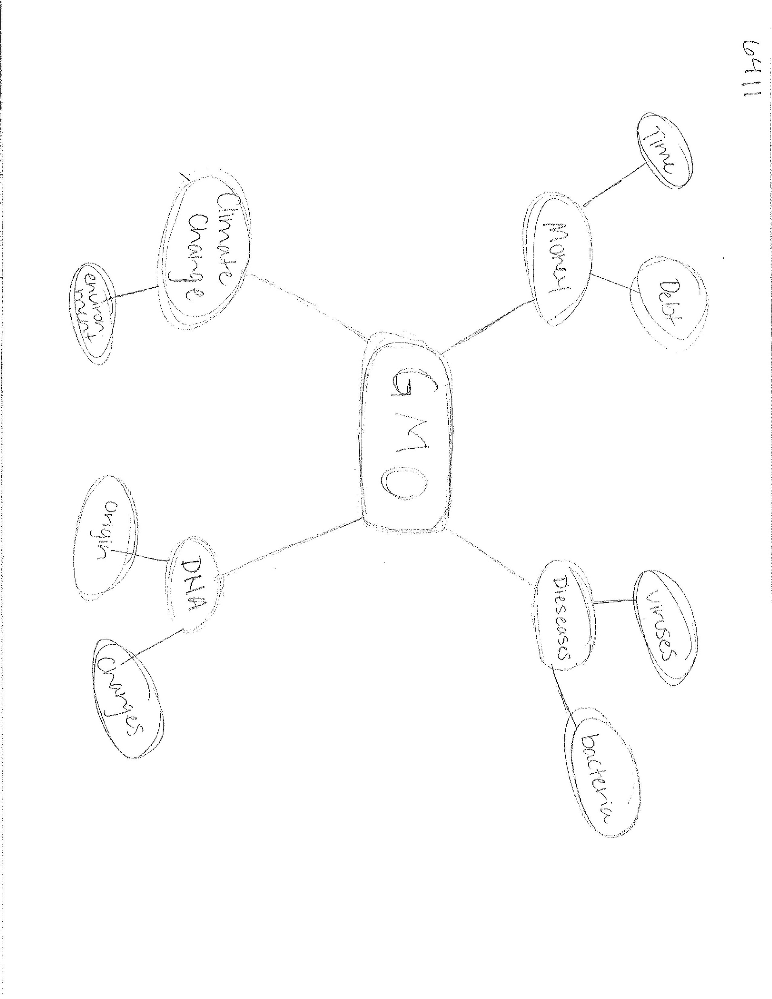 6411
Time
Debt
Money
viruses
Dieseases
bacteria
GMO
Climate
Change
environ
ment
DNA
origin
Changes